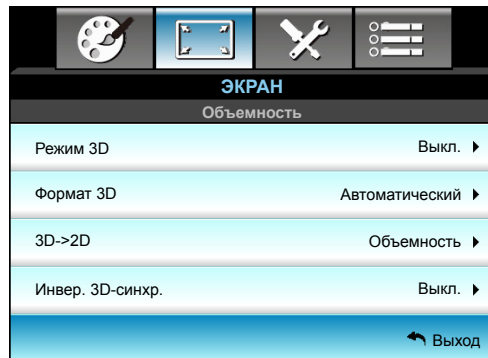 ЭКРАН
Объемность
Режим 3D Выкл.
Формат 3D Автоматический
3D->2D Объемность
Инвер. 3D-синхр. Выкл.
Выход